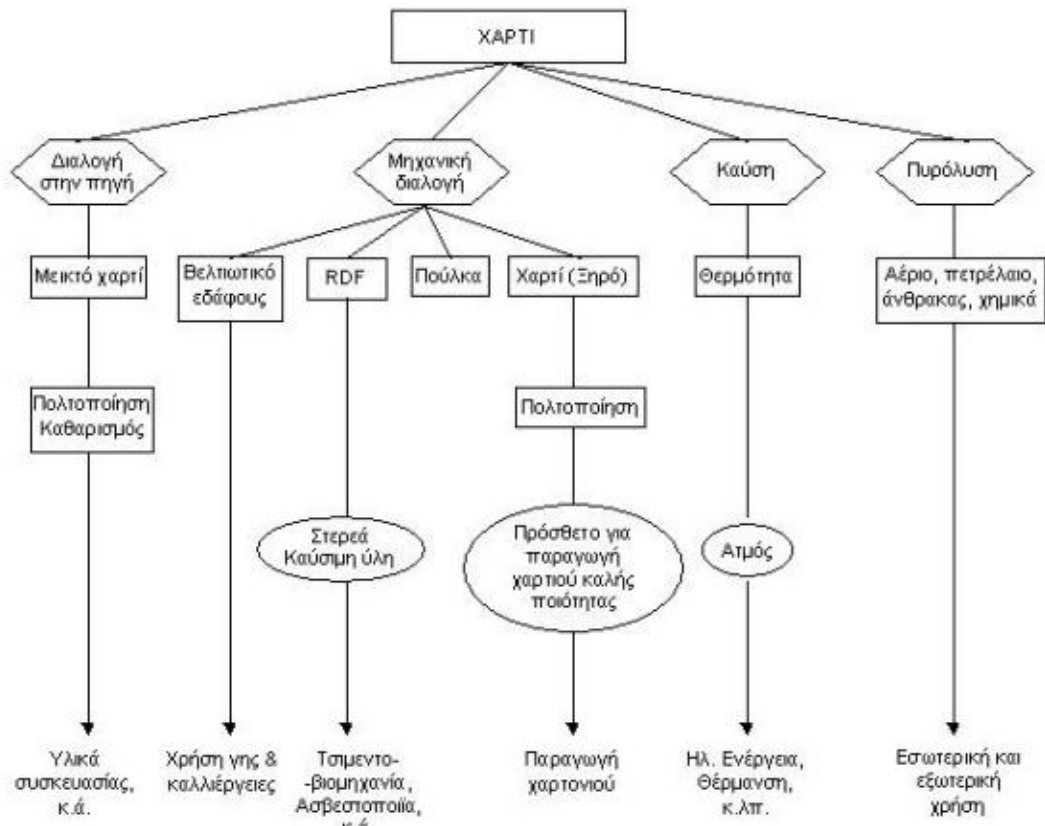 ΧΑΡΤΙ
Διαλογή
στην πηγή
Μηχανική
διαλογή
Καύση
Πυρόλυση
Μεικτό χαρτί
Βελτιωτικό
εδάφους
RDF
Πούλκα
Χαρτί (Ξηρό)
Θερμότητα
Αέριο, πετρέλαιο,
άνθρακας, χημικά
Πολτοποίηση
Καθαρισμός
Πολτοποίηση
Στερεά
Καύσιμη ύλη
Πρόσθετο για
παραγωγή
χαρτιού καλής
ποιότητας
Ατμός
Υλικά
συσκευασίας,
κ.ά.
Χρήση γης &
καλλιέργειες
Τσιμεντο-
-βιομηχανία,
Ασβεστοποιϊα,
κ.ά.
Παραγωγή
χαρτονιού
Ηλ. Ενέργεια,
Θέρμανση,
κ.λπ.
Εσωτερική και
εξωτερική
χρήση